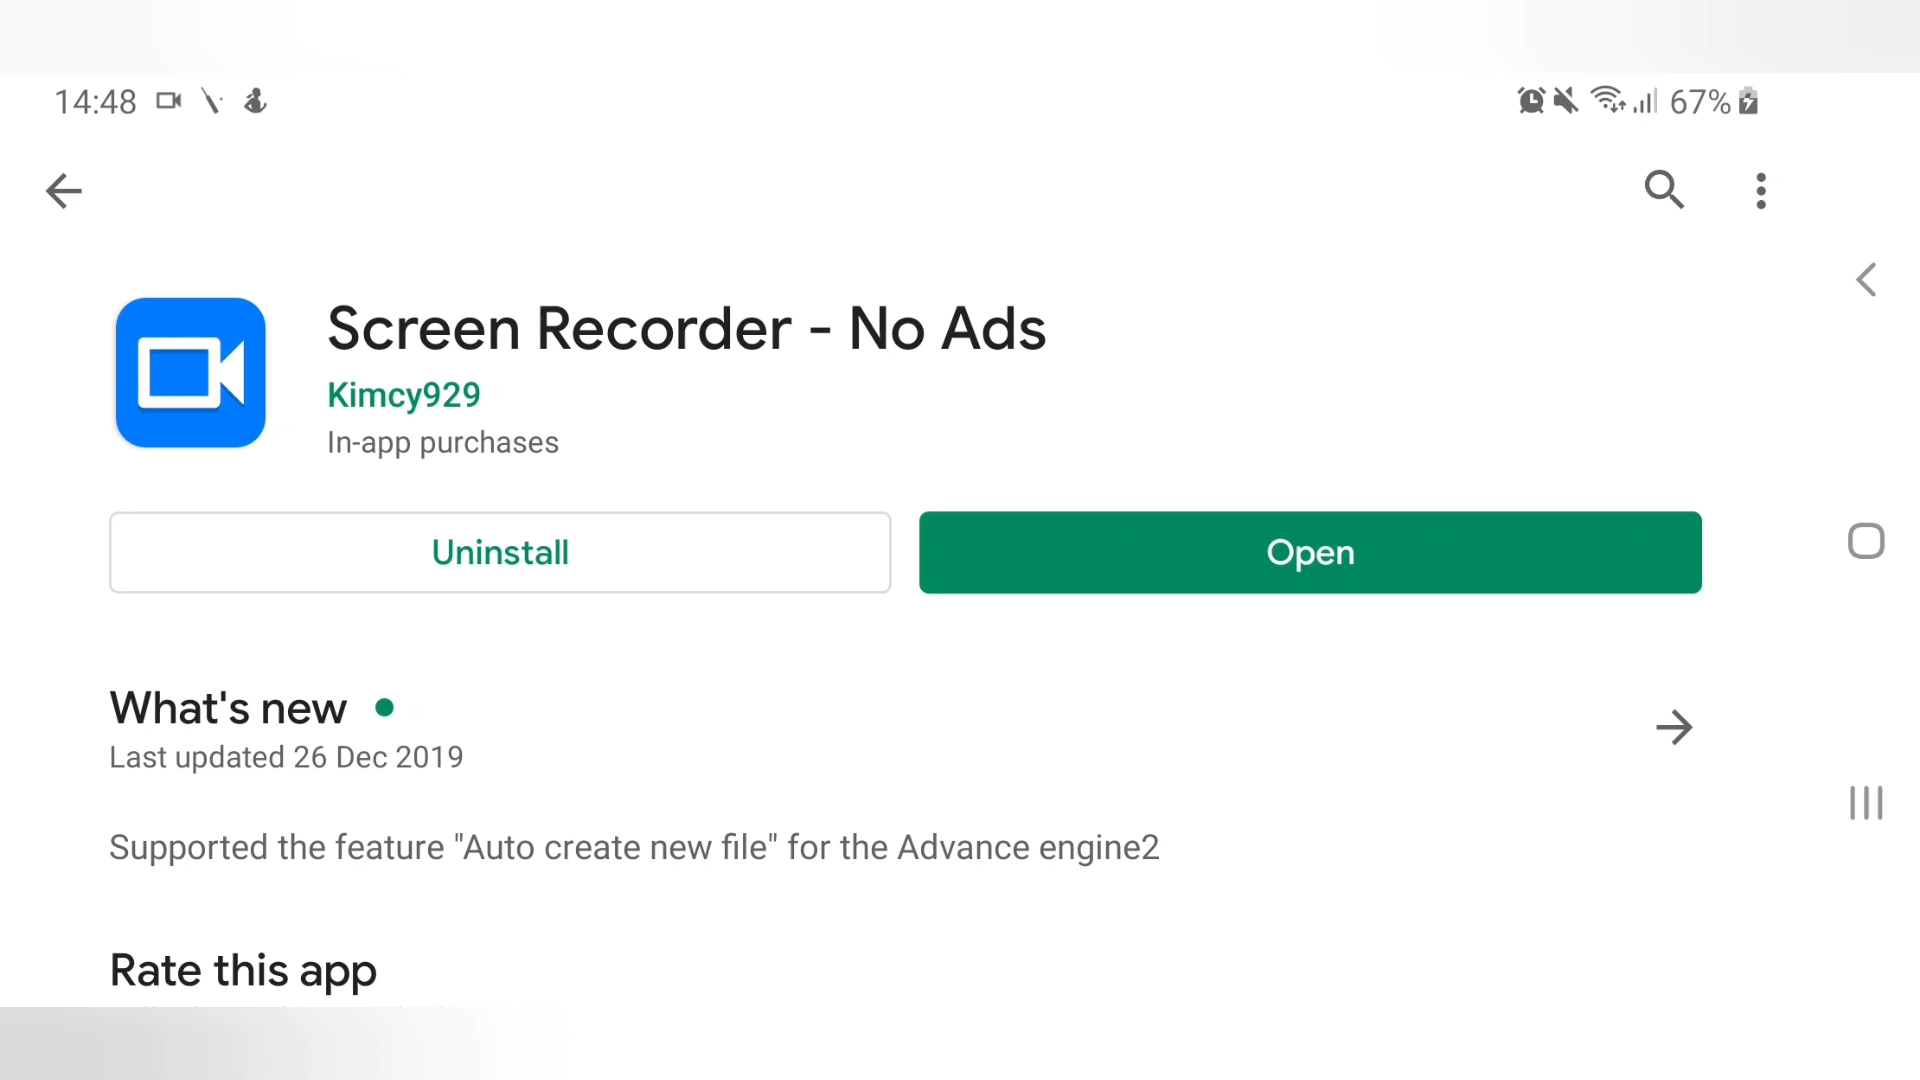 14:48
67%
Screen Recorder - No Ads
Kimcy929
In-app purchases
Uninstall
Open
What's new
Last updated 26 Dec 2019
Supported the feature "Auto create new file" for the Advance engine2
Rate this app